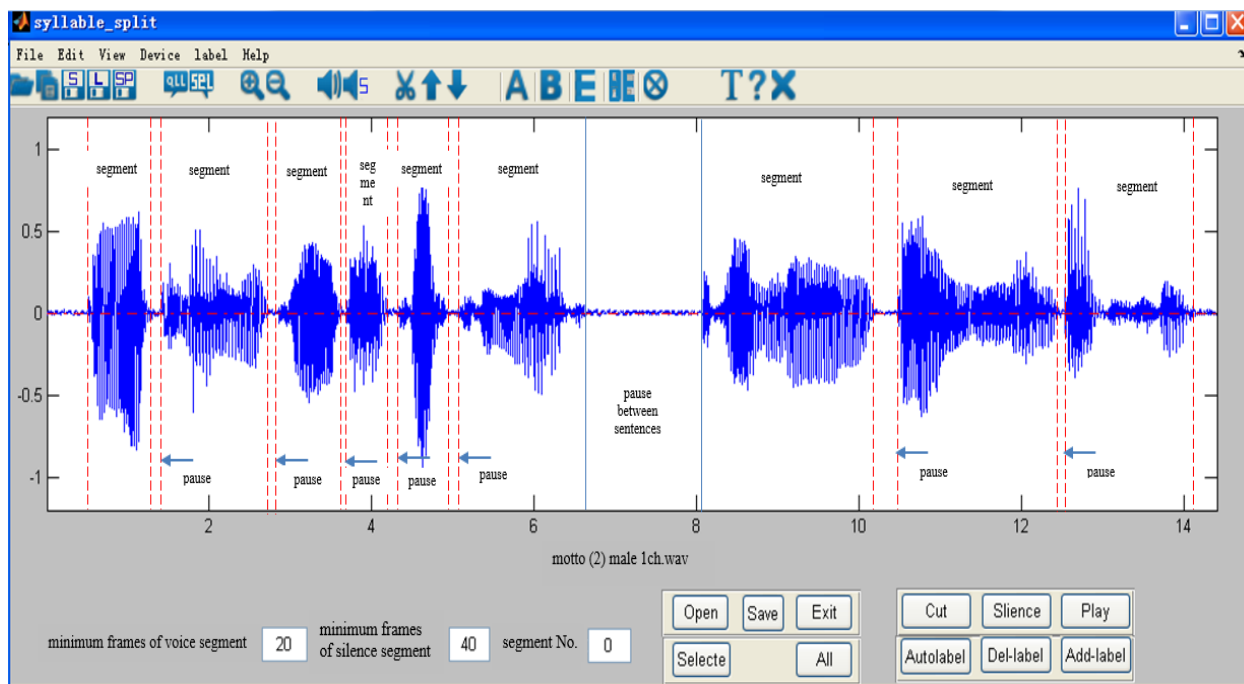 syllable_split
File Edit View Device label Help
S L SP QLL SPL S A B E E T ? X
segment segment segment seg segment segment segment segment segment
me
nt
1
0.5
0
-0.5
-1
pause
between
sentences
pause pause pause pause pause pause pause
2 4 6 8 10 12 14
motto (2) male 1ch.wav
minimum frames of voice segment 20
minimum frames
of silence segment 40
segment No. 0
Open Save Exit
Selecte All
Cut Slience Play
Autolabel Del-label Add-label